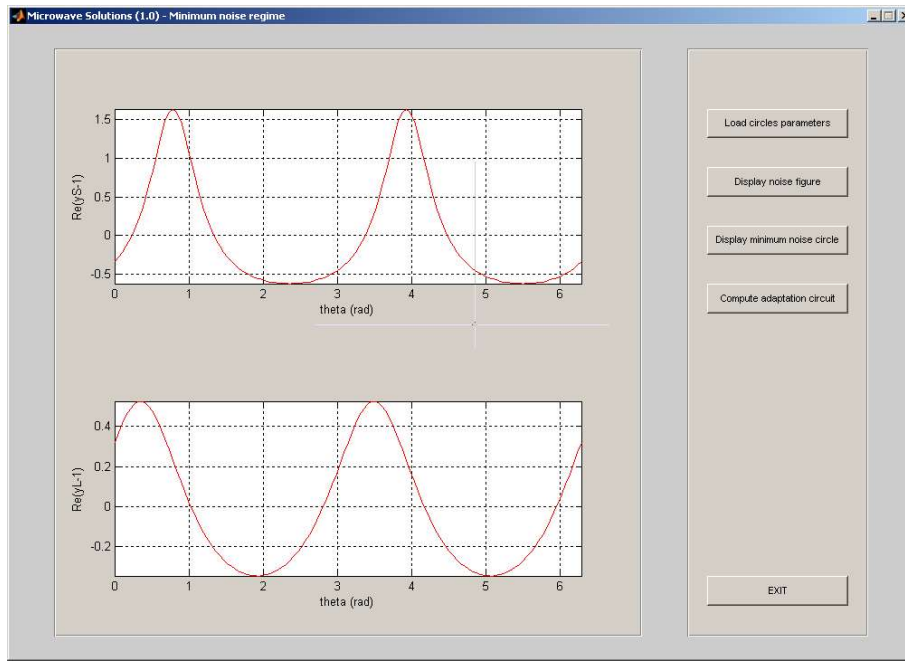 Microwave Solutions (1.0) - Minimum noise regime
1.5
1
0.5
0
-0.5
Re(yS-1)
0 1 2 3 4 5 6
theta (rad)
0.4
0.2
0
-0.2
Re(yL-1)
0 1 2 3 4 5 6
theta (rad)
Load circles parameters
Display noise figure
Display minimum noise circle
Compute adaptation circuit
EXIT